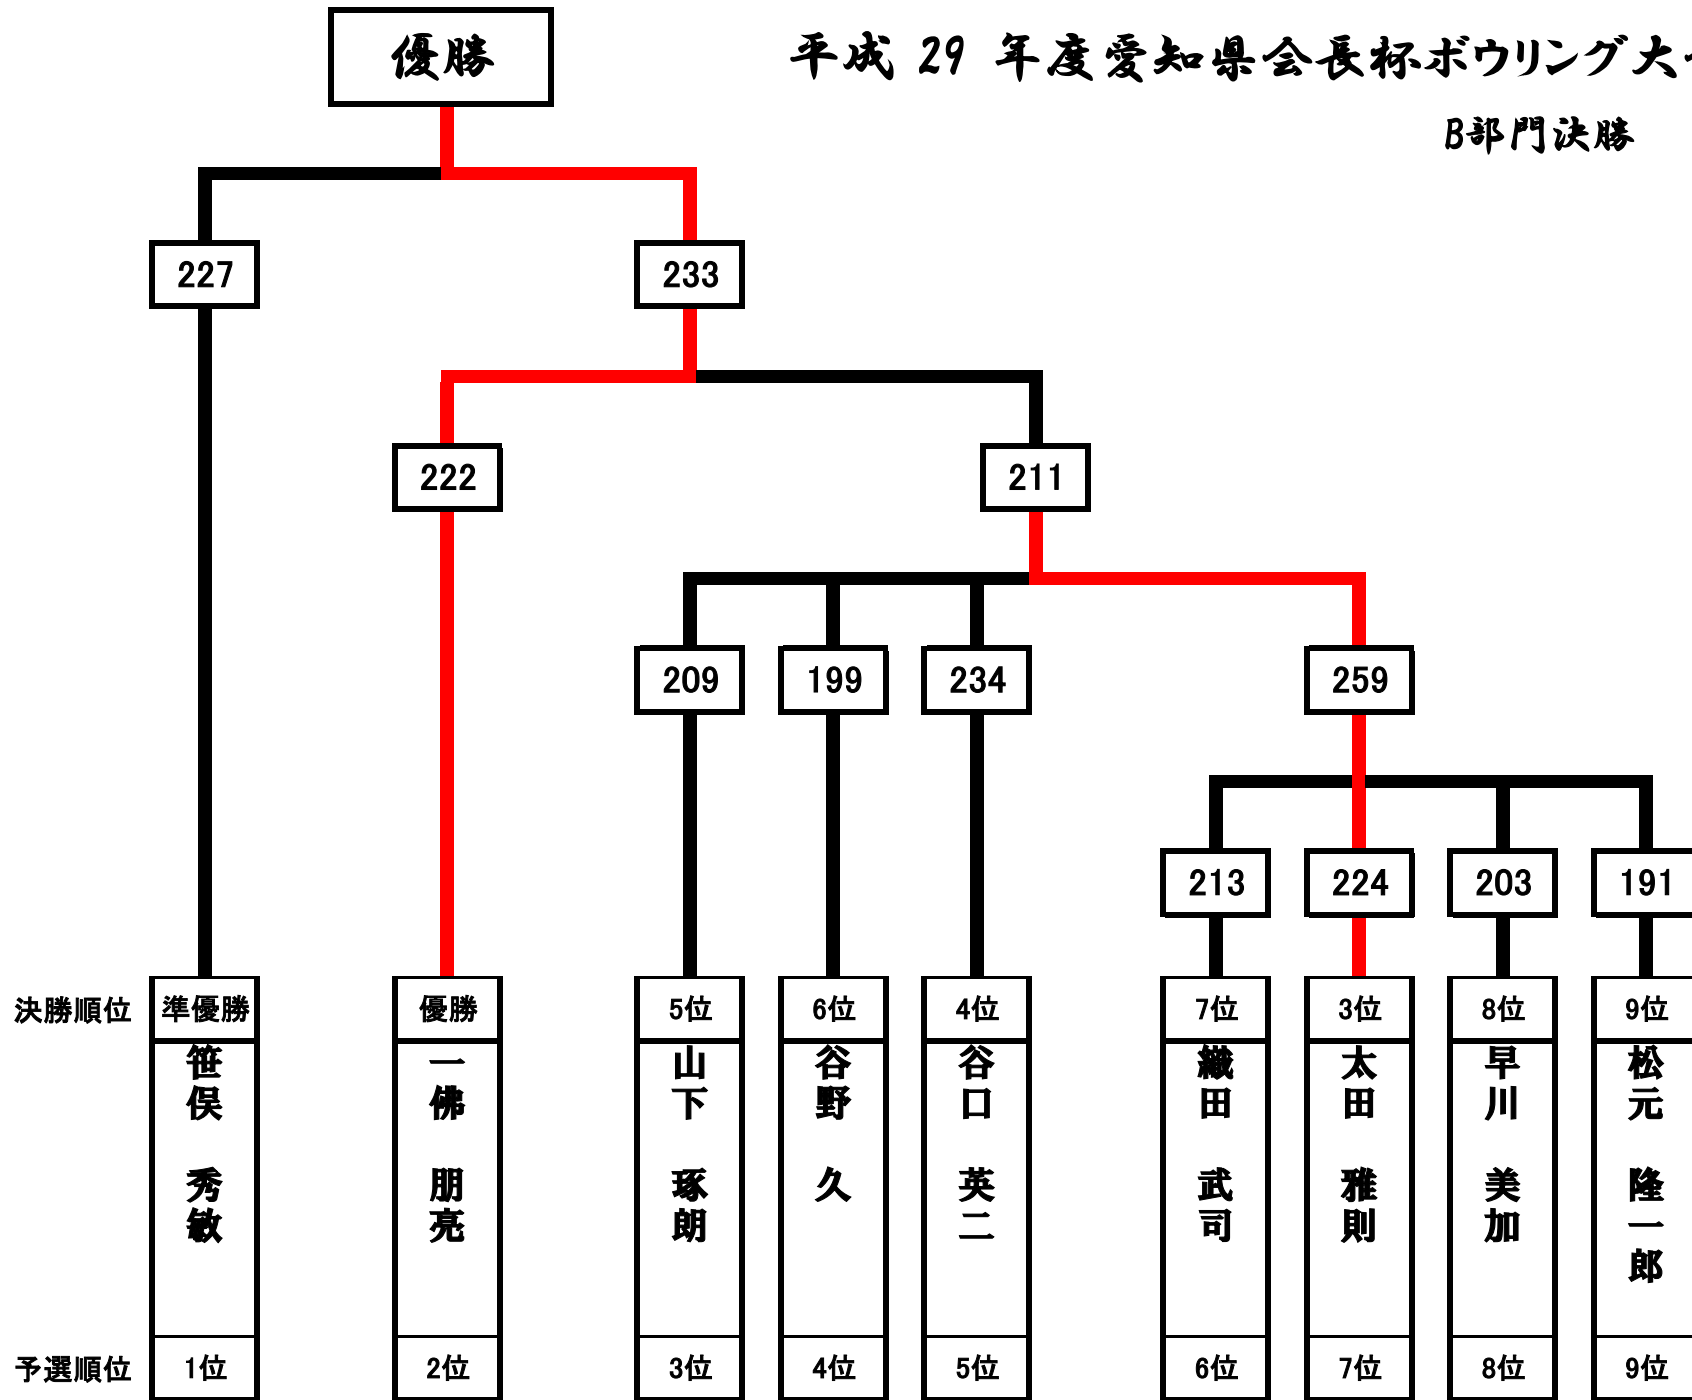 優勝
平成 29 年度愛知県会長杯ボウリング大
B部門決勝
227
233
222
211
209
199
234
259
213
224
203
191
決勝順位
準優勝
優勝
5位
6位
4位
7位
3位
8位
9位
笹俣 秀敏
一佛 朋亮
山下 琢朗
谷野 久
谷口 英二
織田 武司
太田 雅則
早川 美加
松元 隆一郎
予選順位
1位
2位
3位
4位
5位
6位
7位
8位
9位